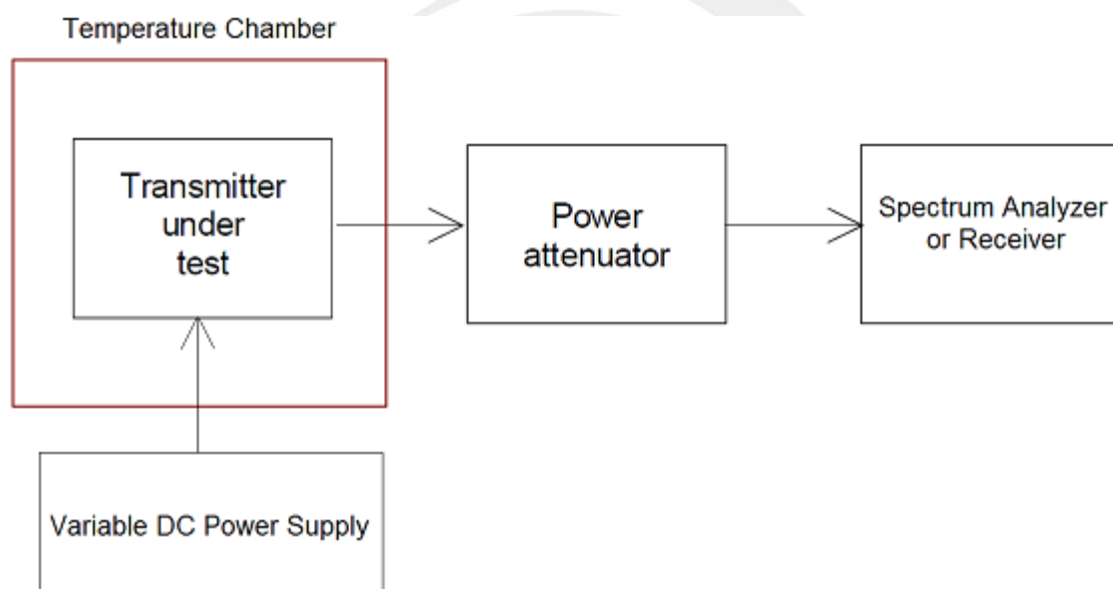 Temperature Chamber
Transmitter
under
test
Power
attenuator
Spectrum Analyzer
or Receiver
Variable DC Power Supply